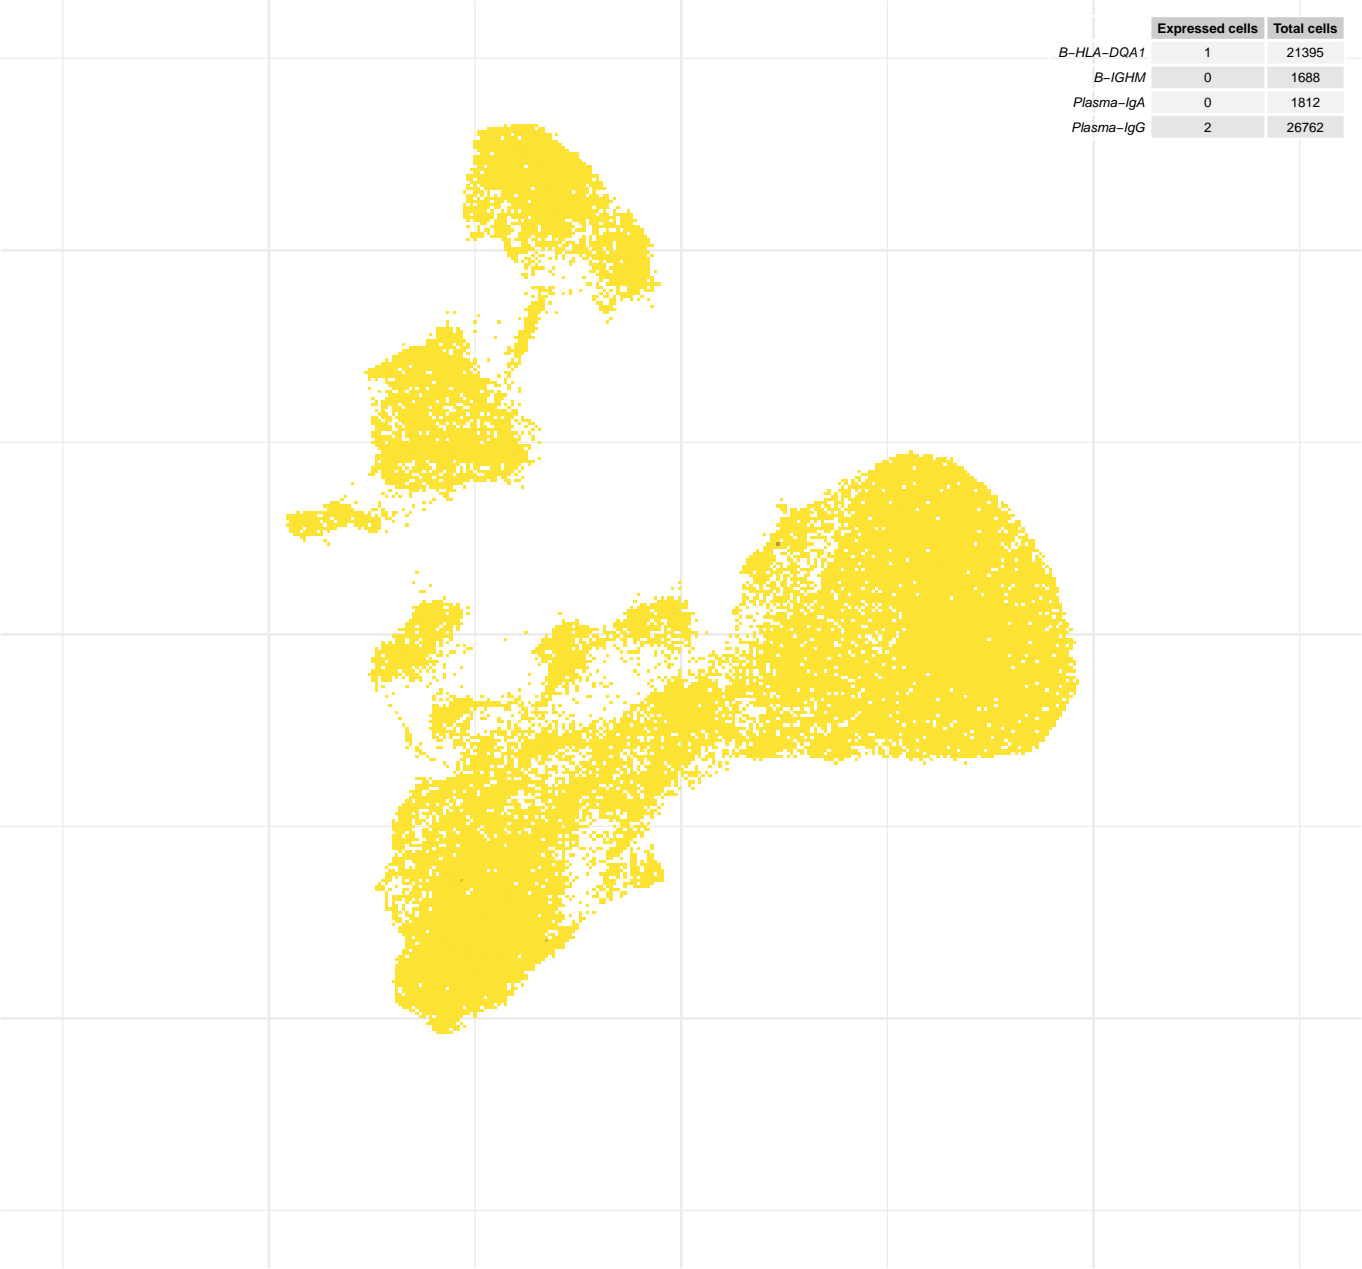 Expressed cells Total cells
B−HLA−DQA1 1 21395
B−IGHM 0 1688
Plasma−IgA 0 1812
Plasma−IgG 2 26762